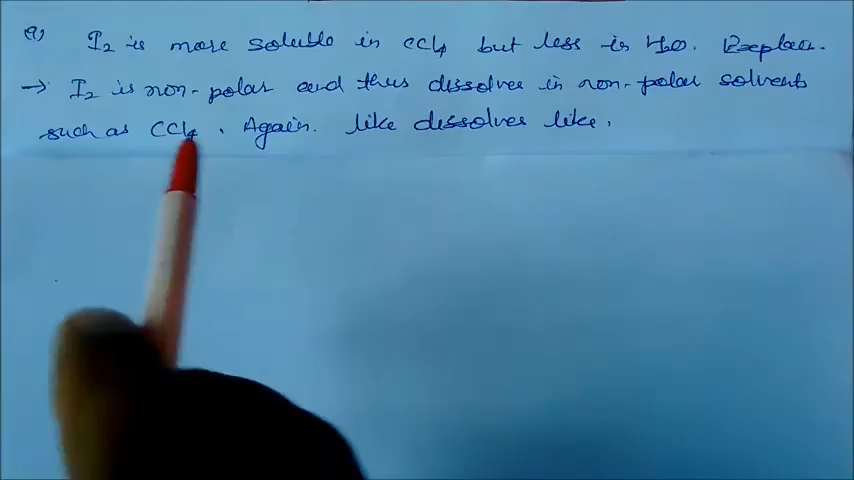 Q) I₂ is more soluble in CCl₄ but less in H₂O. Explain.
→ I₂ is non-polar and thus dissolves in non-polar solvents
such as CCl₄. Again. like dissolves like.